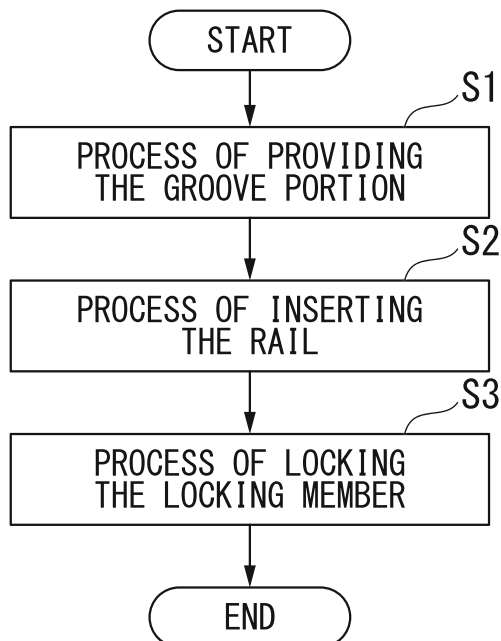 START
S1
PROCESS OF PROVIDING
THE GROOVE PORTION
S2
PROCESS OF INSERTING
THE RAIL
S3
PROCESS OF LOCKING
THE LOCKING MEMBER
END